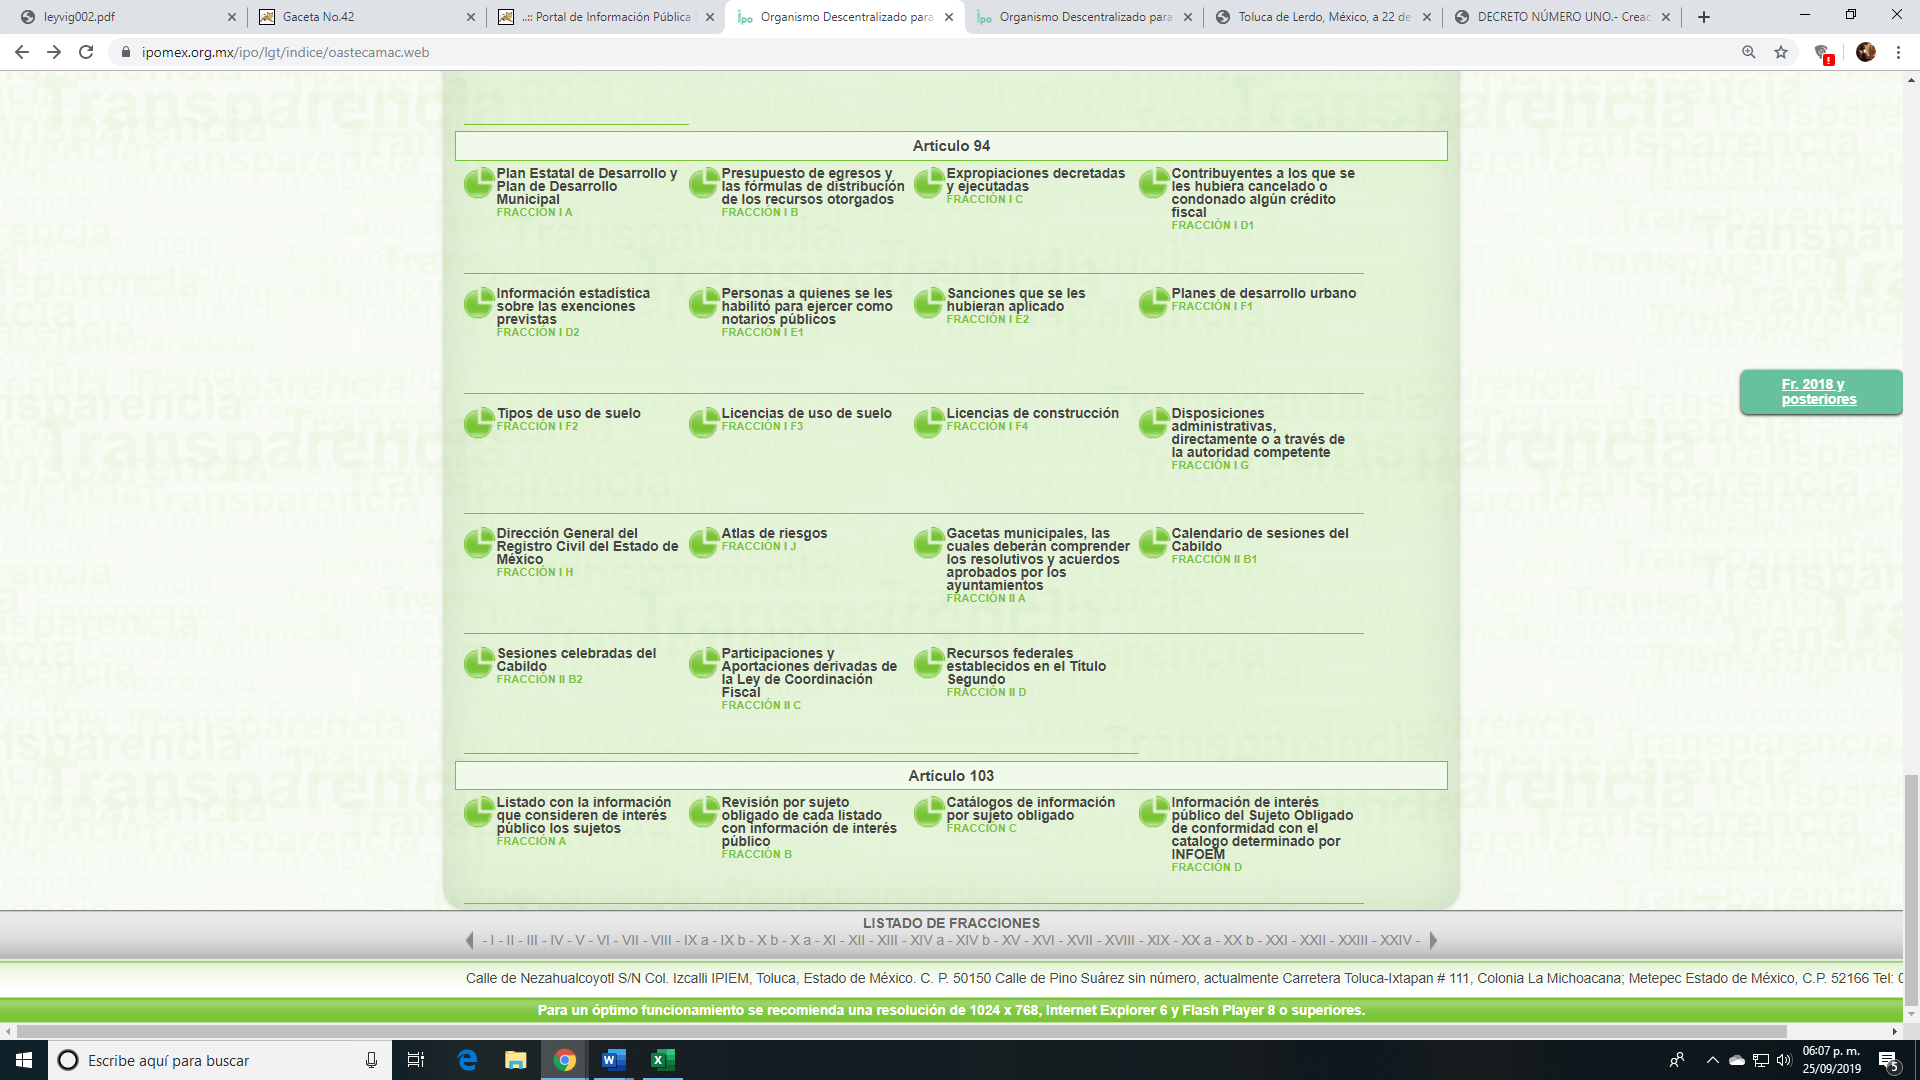 leyvig002.pdf
Gaceta No.42
..:: Portal de Información Pública
Organismo Descentralizado para
Organismo Descentralizado para
Toluca de Lerdo, México, a 22 de
DECRETO NÚMERO UNO.- Creac
ipomex.org.mx/ipo/lgt/indice/oastecamac.web
Artículo 94
Plan Estatal de Desarrollo y
Plan de Desarrollo
Municipal
FRACCIÓN I A
Presupuesto de egresos y
las fórmulas de distribución
de los recursos otorgados
FRACCIÓN I B
Expropiaciones decretadas
y ejecutadas
FRACCIÓN I C
Contribuyentes a los que se
les hubiera cancelado o
condonado algún crédito
fiscal
FRACCIÓN I D1
Información estadística
sobre las exenciones
previstas
FRACCIÓN I D2
Personas a quienes se les
habilitó para ejercer como
notarios públicos
FRACCIÓN I E1
Sanciones que se les
hubieran aplicado
FRACCIÓN I E2
Planes de desarrollo urbano
FRACCIÓN I F1
Fr. 2018 y
posteriores
Tipos de uso de suelo
FRACCIÓN I F2
Licencias de uso de suelo
FRACCIÓN I F3
Licencias de construcción
FRACCIÓN I F4
Disposiciones
administrativas,
directamente o a través de
la autoridad competente
FRACCIÓN I G
Dirección General del
Registro Civil del Estado de
México
FRACCIÓN I H
Atlas de riesgos
FRACCIÓN I J
Gacetas municipales, las
cuales deberán comprender
los resolutivos y acuerdos
aprobados por los
ayuntamientos
FRACCIÓN II A
Calendario de sesiones del
Cabildo
FRACCIÓN II B1
Sesiones celebradas del
Cabildo
FRACCIÓN II B2
Participaciones y
Aportaciones derivadas de
la Ley de Coordinación
Fiscal
FRACCIÓN II C
Recursos federales
establecidos en el Título
Segundo
FRACCIÓN II D
Artículo 103
Listado con la información
que consideren de interés
público los sujetos
FRACCIÓN A
Revisión por sujeto
obligado de cada listado
con información de interés
público
FRACCIÓN B
Catálogos de información
por sujeto obligado
FRACCIÓN C
Información de interés
público del Sujeto Obligado
de conformidad con el
catalogo determinado por
INFOEM
FRACCIÓN D
LISTADO DE FRACCIONES
- I - II - III - IV - V - VI - VII - VIII - IX a - IX b - X b - X a - XI - XII - XIII - XIV a - XIV b - XV - XVI - XVII - XVIII - XIX - XX a - XX b - XXI - XXII - XXIII - XXIV -
Calle de Nezahualcoyotl S/N Col. Izcalli IPIEM, Toluca, Estado de México. C. P. 50150 Calle de Pino Suárez sin número, actualmente Carretera Toluca-Ixtapan # 111, Colonia La Michoacana; Metepec Estado de México, C.P. 52166 Tel: 0
Para un óptimo funcionamiento se recomienda una resolución de 1024 x 768, Internet Explorer 6 y Flash Player 8 o superiores.
Escribe aquí para buscar
06:07 p. m.
25/09/2019
5